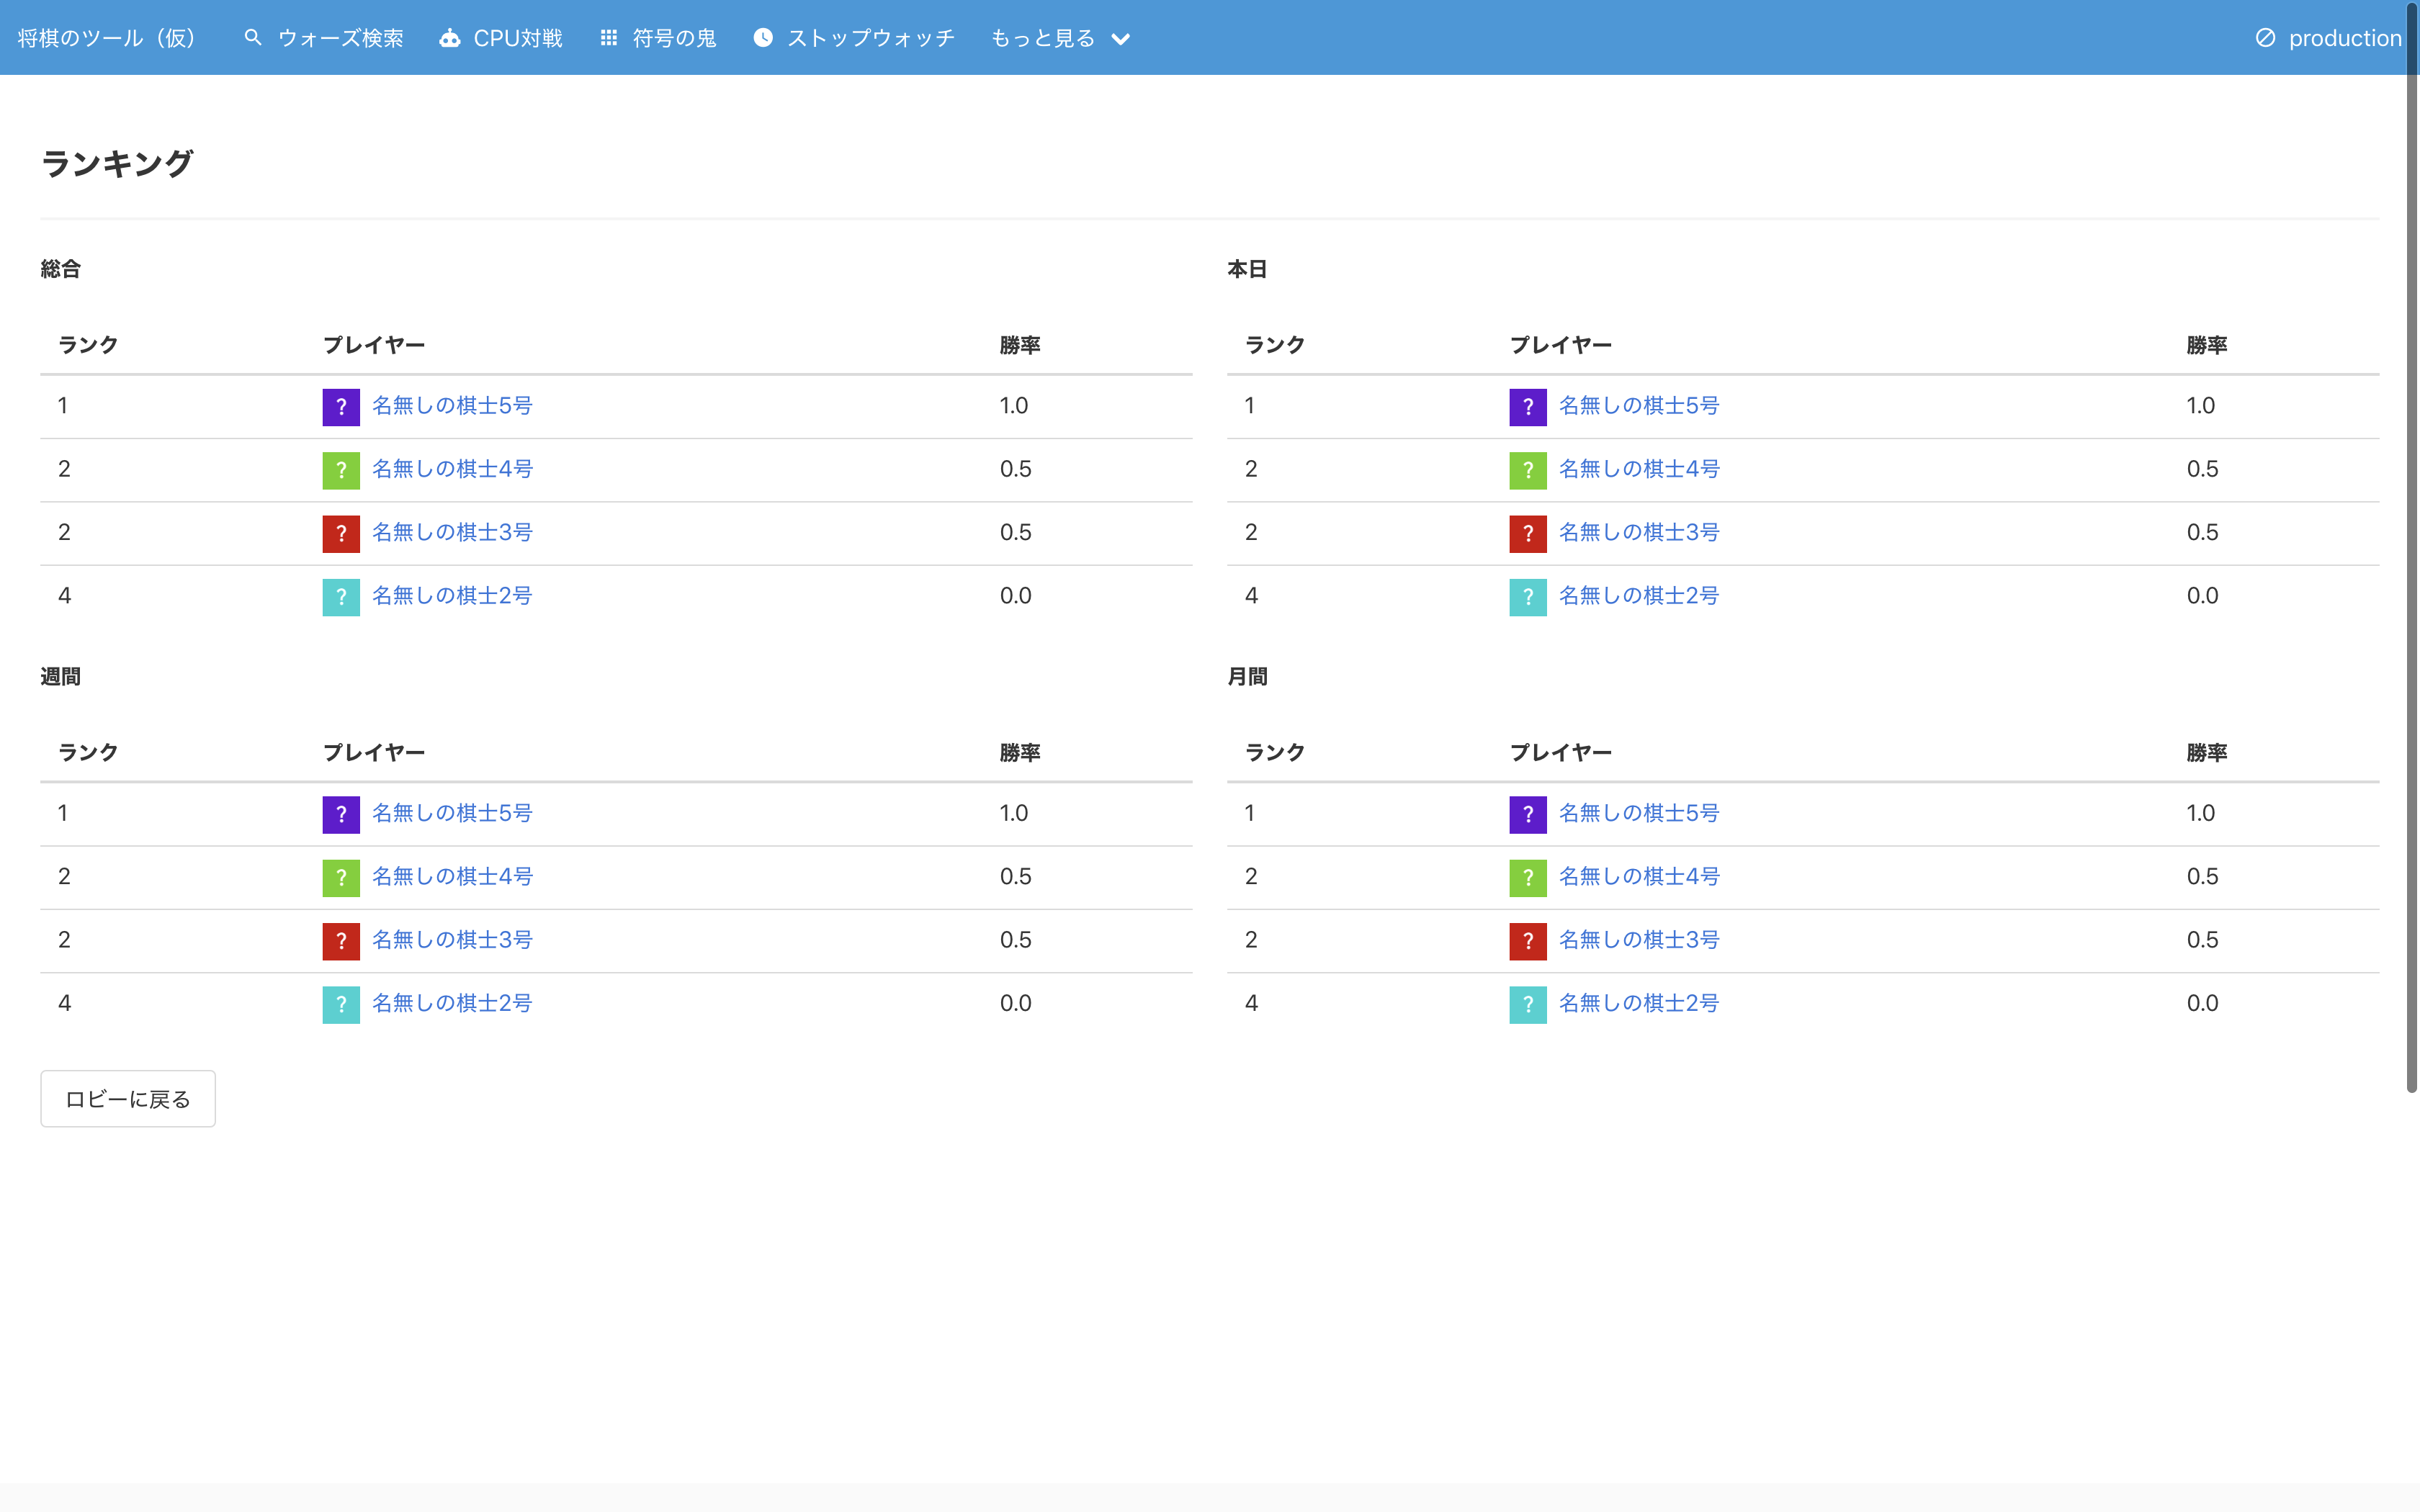 将棋のツール（仮） ウォーズ検索 CPU対戦 符号の鬼 ストップウォッチ もっと見る production
ランキング
総合
ランク プレイヤー 勝率
1 ? 名無しの棋士5号 1.0
2 ? 名無しの棋士4号 0.5
2 ? 名無しの棋士3号 0.5
4 ? 名無しの棋士2号 0.0
本日
ランク プレイヤー 勝率
1 ? 名無しの棋士5号 1.0
2 ? 名無しの棋士4号 0.5
2 ? 名無しの棋士3号 0.5
4 ? 名無しの棋士2号 0.0
週間
ランク プレイヤー 勝率
1 ? 名無しの棋士5号 1.0
2 ? 名無しの棋士4号 0.5
2 ? 名無しの棋士3号 0.5
4 ? 名無しの棋士2号 0.0
月間
ランク プレイヤー 勝率
1 ? 名無しの棋士5号 1.0
2 ? 名無しの棋士4号 0.5
2 ? 名無しの棋士3号 0.5
4 ? 名無しの棋士2号 0.0
ロビーに戻る